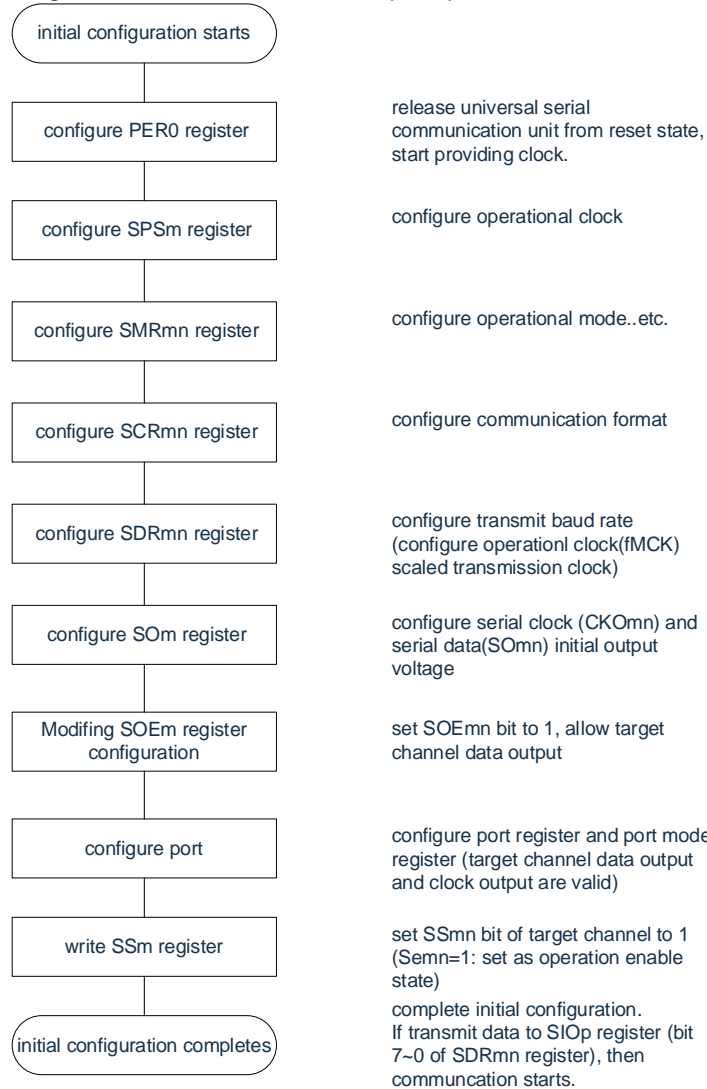 initial configuration starts
configure PER0 register
release universal serial
communication unit from reset state,
start providing clock.
configure SPSm register
configure operational clock
configure SMRmn register
configure operational mode..etc.
configure SCRmn register
configure communication format
configure SDRmn register
configure transmit baud rate
(configure operationl clock(fMCK)
scaled transmission clock)
configure SOm register
configure serial clock (CKOmn) and
serial data(SOmn) initial output
voltage
Modifing SOEm register
configuration
set SOEmn bit to 1, allow target
channel data output
configure port
configure port register and port mode
register (target channel data output
and clock output are valid)
write SSm register
set SSmn bit of target channel to 1
(Semn=1: set as operation enable
state)
initial configuration completes
complete initial configuration.
If transmit data to SIOp register (bit
7~0 of SDRmn register), then
communcation starts.